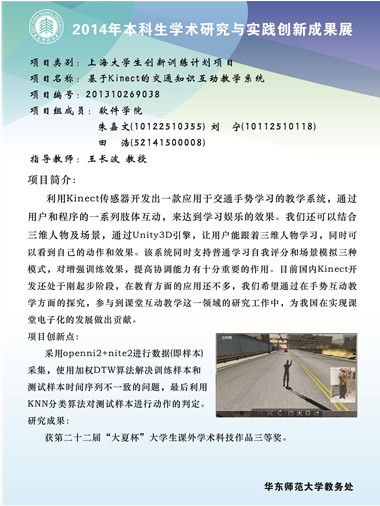 2014年本科生学术研究与实践创新成果展
项目类别：上海大学生创新训练计划项目
项目名称：基于Kinect的交通知识互动教学系统
项目编号：201310269038
项目组成员：软件学院
朱嘉文(10122510355) 刘 宁(10112510118)
田 浩(52141500008)
指导教师：王长波 教授
项目简介：
利用Kinect传感器开发出一款应用于交通手势学习的教学系统，通过
用户和程序的一系列肢体互动，来达到学习娱乐的效果。我们还可以结合
三维人物及场景，通过Unity3D引擎，让用户能跟着三维人物学习，同时可
以看到自己的动作和效果。该系统同时支持普通学习自我评分和场景模拟三种
模式，对增强训练效果，提高协调能力有十分重要的作用。目前国内Kinect开
发还处于刚起步阶段，在教育方面的应用还不多，我们希望通过在手势互动教
学方面的探究，参与到课堂互动教学这一领域的研究工作中，为我国在实现课
堂电子化的发展做出贡献。
项目创新点：
采用openni2+nite2进行数据(即样本)
采集，使用加权DTW算法解决训练样本和
测试样本时间序列不一致的问题，最后利用
KNN分类算法对测试样本进行动作的判定。
研究成果：
获第二十二届“大夏杯”大学生课外学术科技作品三等奖。
华东师范大学教务处